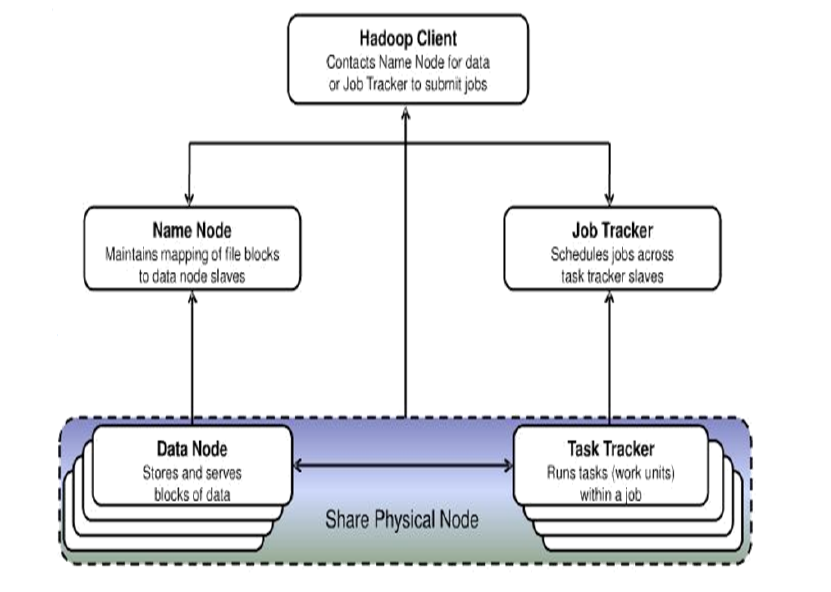 Hadoop Client
Contacts Name Node for data
or Job Tracker to submit jobs
Name Node
Maintains mapping of file blocks
to data node slaves
Job Tracker
Schedules jobs across
task tracker slaves
Data Node
Stores and serves
blocks of data
Task Tracker
Runs tasks (work units)
within a job
Share Physical Node